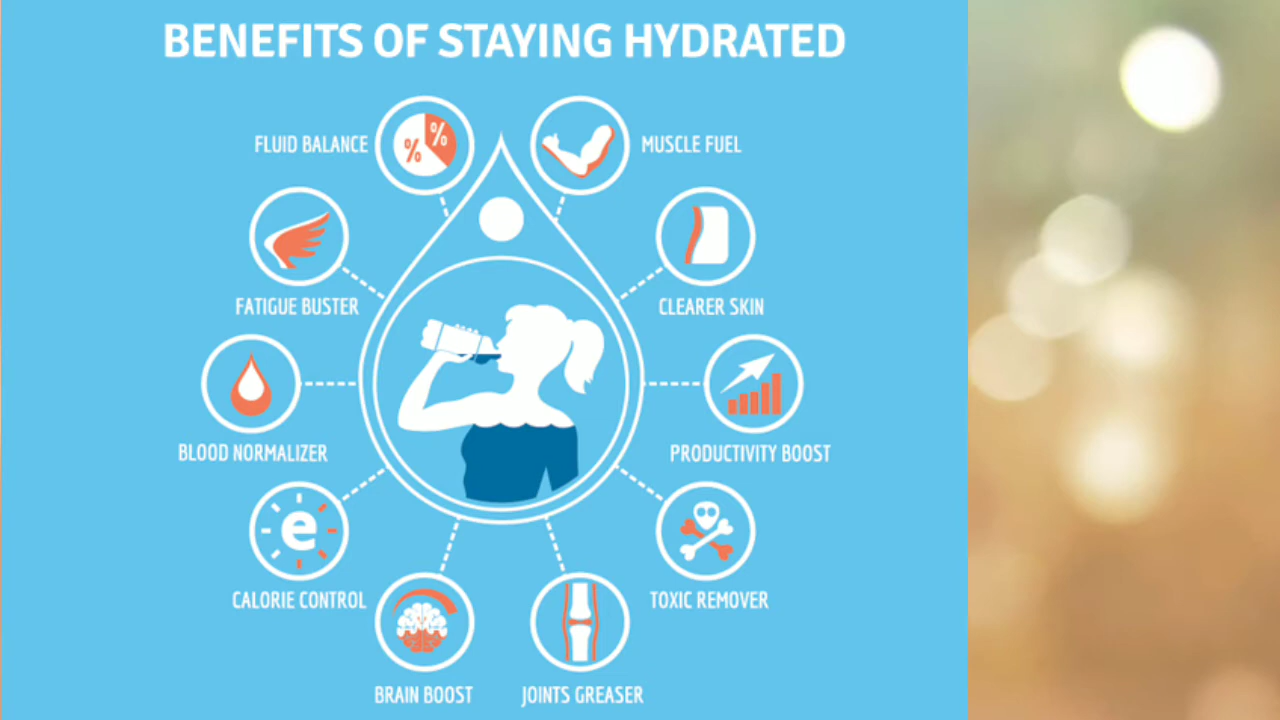 BENEFITS OF STAYING HYDRATED
FLUID BALANCE
% %
MUSCLE FUEL
FATIGUE BUSTER
CLEARER SKIN
BLOOD NORMALIZER
PRODUCTIVITY BOOST
e
CALORIE CONTROL
TOXIC REMOVER
BRAIN BOOST
JOINTS GREASER